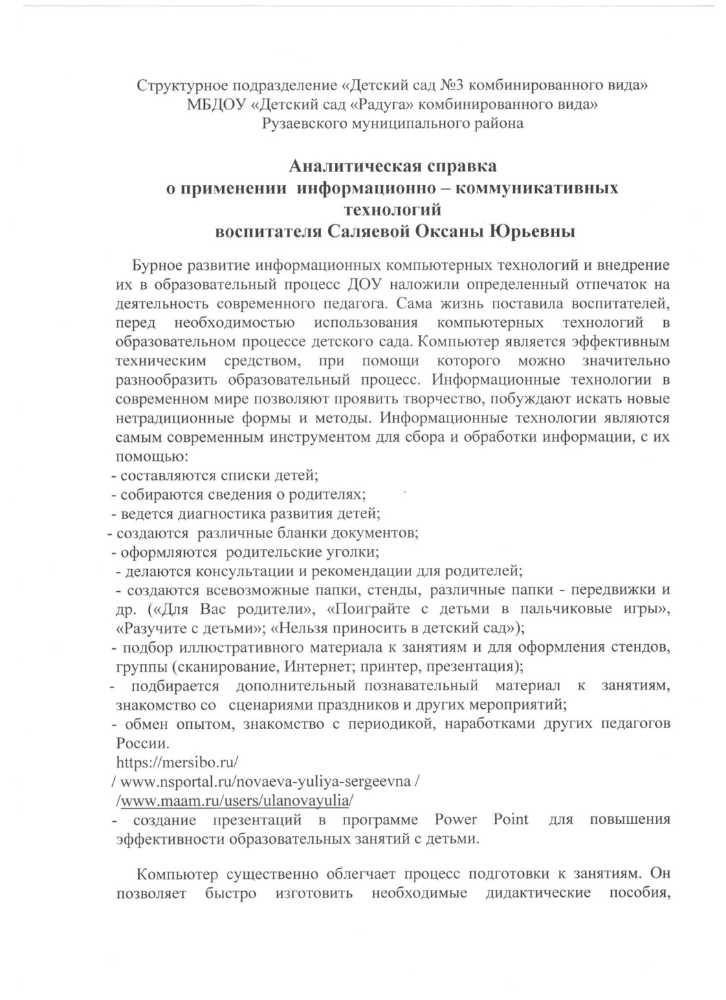 Структурное подразделение «Детский сад №3 комбинированного вида»
МБДОУ «Детский сад «Радуга» комбинированного вида»
Рузаевского муниципального района
Аналитическая справка
о применении информационно – коммуникативных
технологий
воспитателя Саляевой Оксаны Юрьевны
Бурное развитие информационных компьютерных технологий и внедрение
их в образовательный процесс ДОУ наложили определенный отпечаток на
деятельность современного педагога. Сама жизнь поставила воспитателей,
перед необходимостью использования компьютерных технологий в
образовательном процессе детского сада. Компьютер является эффективным
техническим средством, при помощи которого можно значительно
разнообразить образовательный процесс. Информационные технологии в
современном мире позволяют проявить творчество, побуждают искать новые
нетрадиционные формы и методы. Информационные технологии являются
самым современным инструментом для сбора и обработки информации, с их
помощью:
- составляются списки детей;
- собираются сведения о родителях;
- ведется диагностика развития детей;
- создаются различные бланки документов;
- оформляются родительские уголки;
- делаются консультации и рекомендации для родителей;
- создаются всевозможные папки, стенды, различные папки - передвижки и
др. («Для Вас родители», «Поиграйте с детьми в пальчиковые игры»,
«Разучите с детьми»; «Нельзя приносить в детский сад»);
- подбор иллюстративного материала к занятиям и для оформления стендов,
группы (сканирование, Интернет; принтер, презентация);
- подбирается дополнительный познавательный материал к занятиям,
знакомство со сценариями праздников и других мероприятий;
- обмен опытом, знакомство с периодикой, наработками других педагогов
России.
https://mersibo.ru/
/ www.nsportal.ru/novaeva-yuliya-sergeevna /
/www.maam.ru/users/ulanovayulia/
- создание презентаций в программе Power Point для повышения
эффективности образовательных занятий с детьми.
Компьютер существенно облегчает процесс подготовки к занятиям. Он
позволяет быстро изготовить необходимые дидактические пособия,